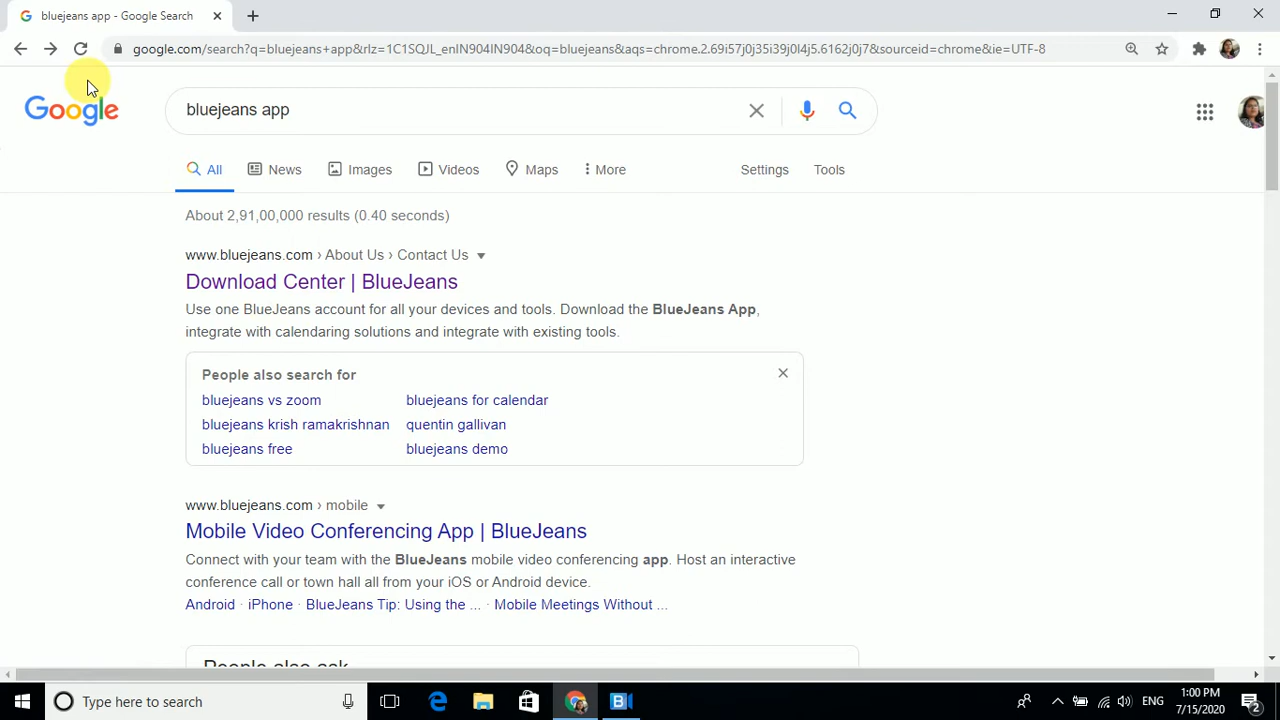 bluejeans app - Google Search
google.com/search?q=bluejeans+app&rlz=1C1SQJL_enIN904IN904&oq=bluejeans&aqs=chrome.2.69i57j0j35i39j0l4j5.6162j0j7&sourceid=chrome&ie=UTF-8
Google
bluejeans app
All News Images Videos Maps More Settings Tools
About 2,91,00,000 results (0.40 seconds)
www.bluejeans.com › About Us › Contact Us
Download Center | BlueJeans
Use one BlueJeans account for all your devices and tools. Download the BlueJeans App,
integrate with calendaring solutions and integrate with existing tools.
People also search for
bluejeans vs zoom bluejeans for calendar
bluejeans krish ramakrishnan quentin gallivan
bluejeans free bluejeans demo
www.bluejeans.com › mobile
Mobile Video Conferencing App | BlueJeans
Connect with your team with the BlueJeans mobile video conferencing app. Host an interactive
conference call or town hall all from your iOS or Android device.
Android · iPhone · BlueJeans Tip: Using the ... · Mobile Meetings Without ...
People also ask
Type here to search
ENG
1:00 PM
7/15/2020
2